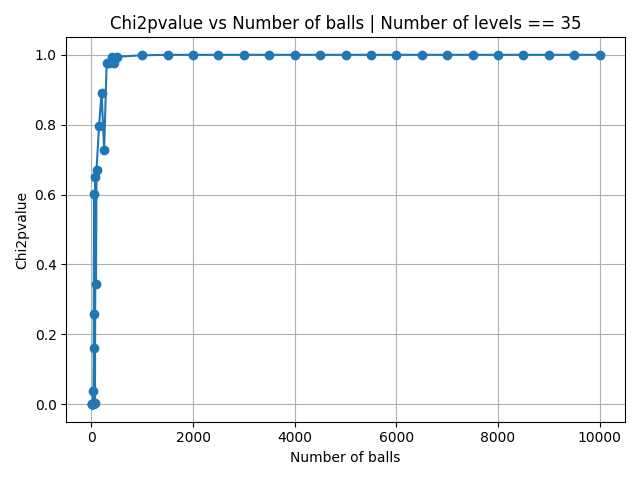 Chi2pvalue vs Number of balls | Number of levels == 35
1.0
0.8
0.6
0.4
0.2
0.0
Chi2pvalue
0 2000 4000 6000 8000 10000
Number of balls